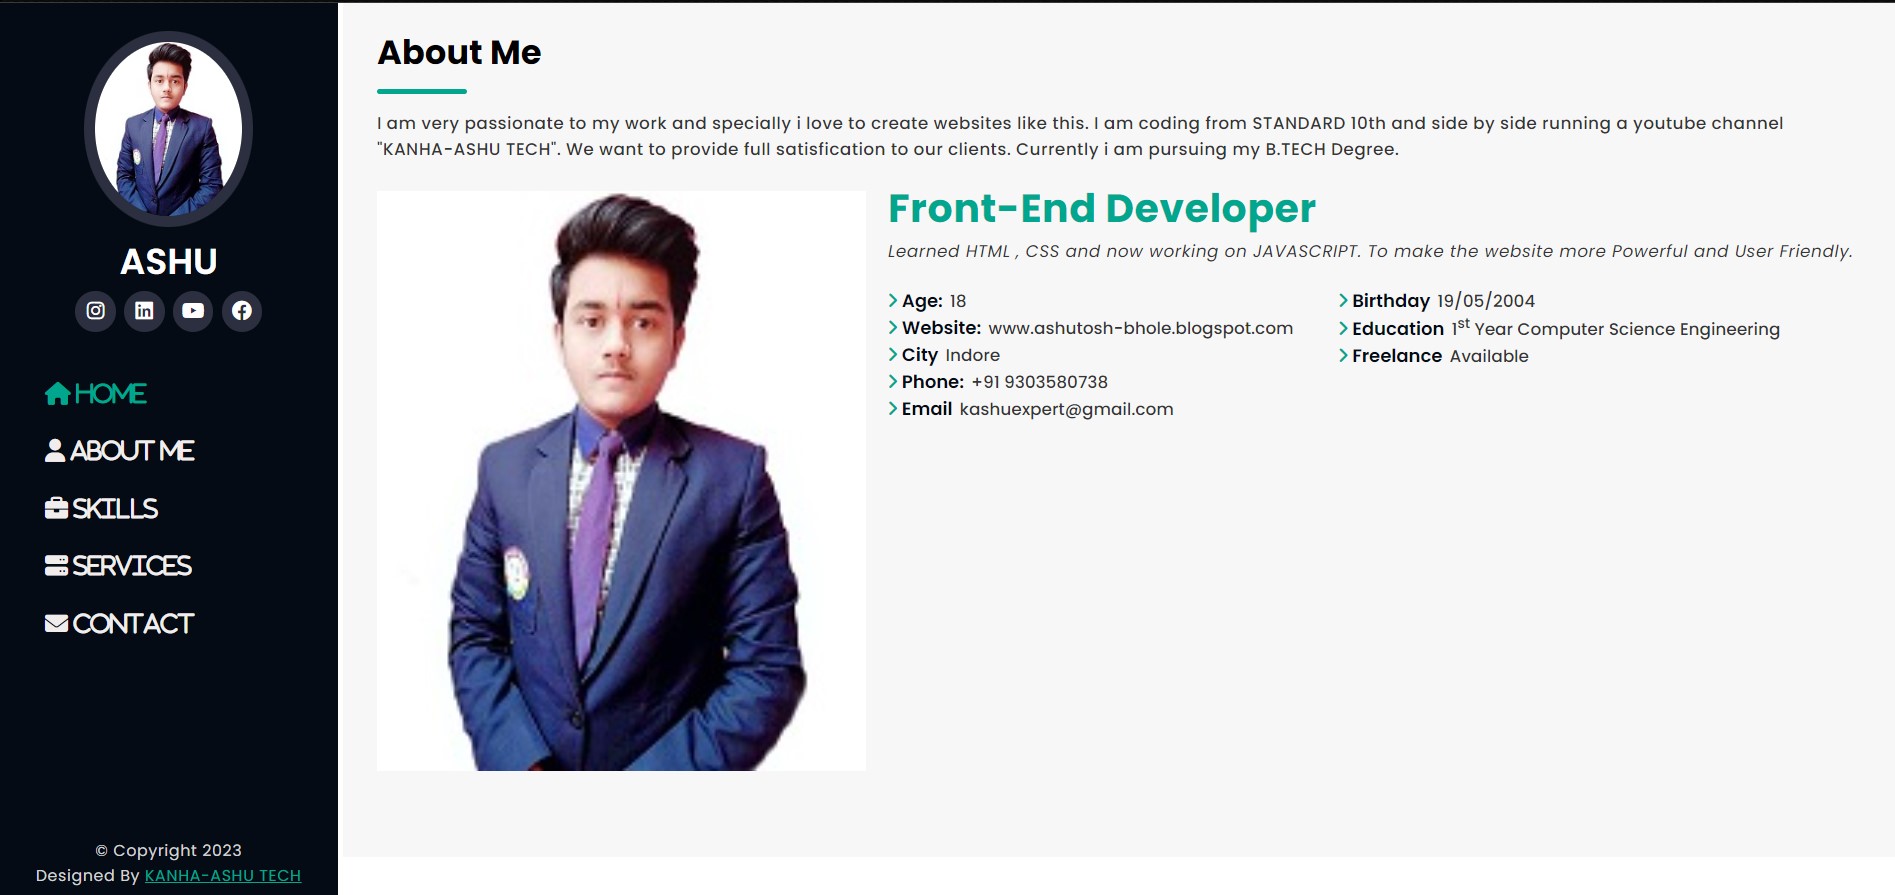 ASHU
HOME
ABOUT ME
SKILLS
SERVICES
CONTACT
© Copyright 2023
Designed By KANHA-ASHU TECH
About Me
I am very passionate to my work and specially i love to create websites like this. I am coding from STANDARD 10th and side by side running a youtube channel
"KANHA-ASHU TECH". We want to provide full satisfication to our clients. Currently i am pursuing my B.TECH Degree.
Front-End Developer
Learned HTML , CSS and now working on JAVASCRIPT. To make the website more Powerful and User Friendly.
Age: 18
Website: www.ashutosh-bhole.blogspot.com
City Indore
Phone: +91 9303580738
Email kashuexpert@gmail.com
Birthday 19/05/2004
Education 1st Year Computer Science Engineering
Freelance Available